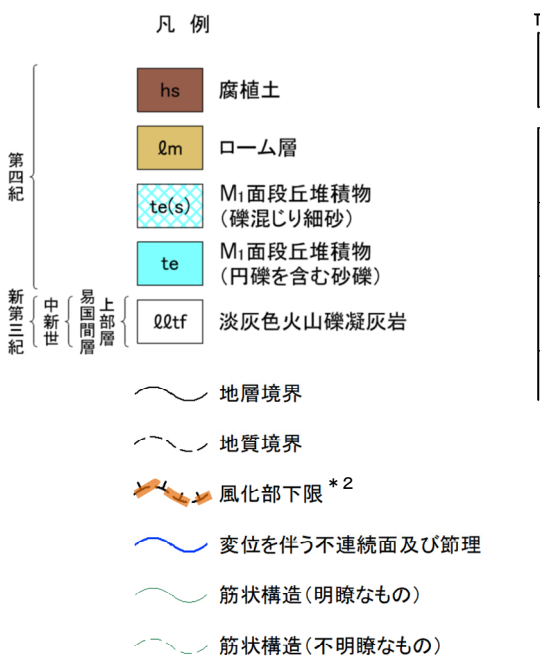 凡 例
第四紀
hs 腐植土
ℓm ローム層
te(s) M₁面段丘堆積物
(礫混じり細砂)
te M₁面段丘堆積物
(円礫を含む砂礫)
新第三紀
中新世
易国間層
上部層
ℓℓtf 淡灰色火山礫凝灰岩
地層境界
地質境界
風化部下限*2
変位を伴う不連続面及び節理
筋状構造(明瞭なもの)
筋状構造(不明瞭なもの)